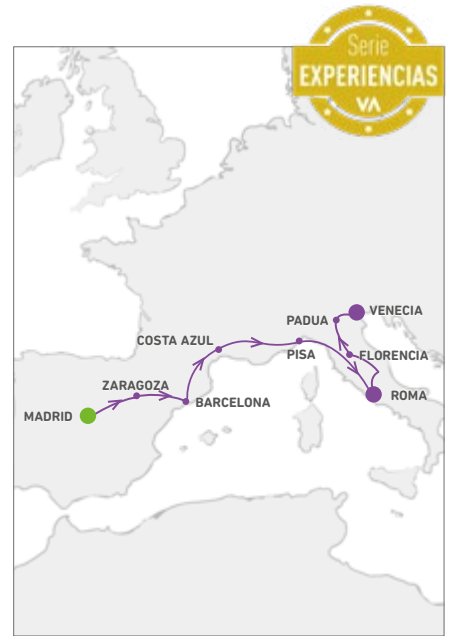 Serie
EXPERIENCIAS
VA
VENECIA
PADUA
COSTA AZUL
PISA
FLORENCIA
ZARAGOZA
ROMA
BARCELONA
MADRID